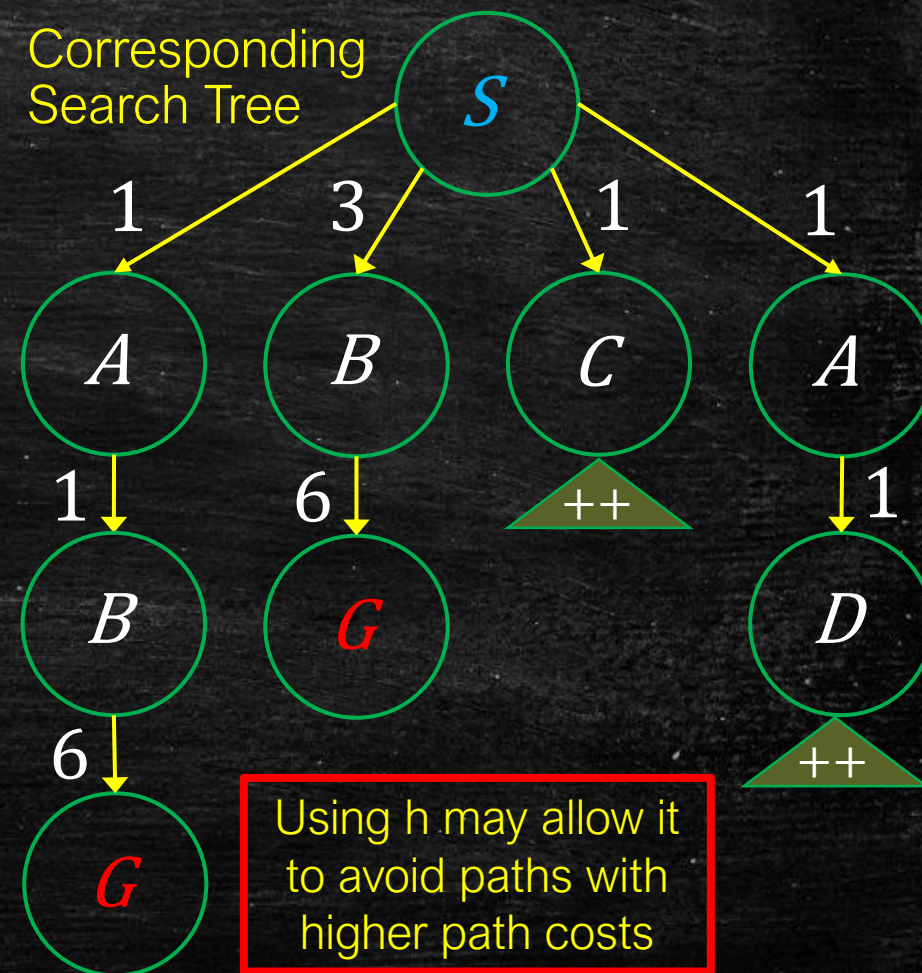 Corresponding
Search Tree
S
1 3 1 1
A B C A
1 6 ++ 1
B G D
6 ++
G
Using h may allow it
to avoid paths with
higher path costs